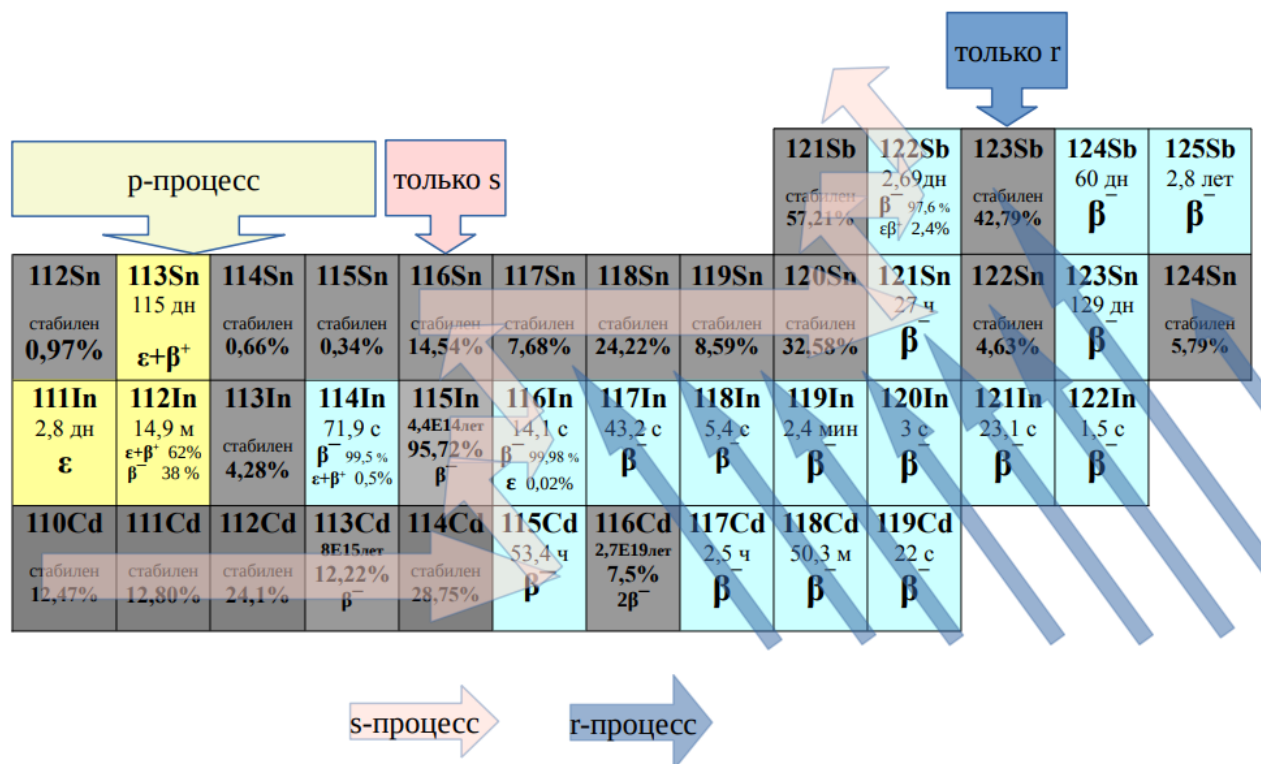 только r
p-процесс
только s
121Sb
стабилен
57,21%
122Sb
2,69дн
β⁻ 97,6 %
εβ⁺ 2,4%
123Sb
стабилен
42,79%
124Sb
60 дн
β⁻
125Sb
2,8 лет
β⁻
112Sn
стабилен
0,97%
113Sn
115 дн
ε+β⁺
114Sn
стабилен
0,66%
115Sn
стабилен
0,34%
116Sn
стабилен
14,54%
117Sn
стабилен
7,68%
118Sn
стабилен
24,22%
119Sn
стабилен
8,59%
120Sn
стабилен
32,58%
121Sn
27 ч
β⁻
122Sn
стабилен
4,63%
123Sn
129 дн
β⁻
124Sn
стабилен
5,79%
111In
2,8 дн
ε
112In
14,9 м
ε+β⁺ 62%
β⁻ 38 %
113In
стабилен
4,28%
114In
71,9 с
β⁻ 99,5 %
ε+β⁺ 0,5%
115In
4,4E14лет
95,72%
β⁻
116In
14,1 с
β⁻ 99,98 %
ε 0,02%
117In
43,2 с
β⁻
118In
5,4 с
β⁻
119In
2,4 мин
β⁻
120In
3 с
β⁻
121In
23,1 с
β⁻
122In
1,5 с
β⁻
110Cd
стабилен
12,47%
111Cd
стабилен
12,80%
112Cd
стабилен
24,1%
113Cd
8E15лет
12,22%
β⁻
114Cd
стабилен
28,75%
115Cd
53,4 ч
β⁻
116Cd
2,7E19лет
7,5%
2β⁻
117Cd
2,5 ч
β⁻
118Cd
50,3 м
β⁻
119Cd
22 с
β⁻
s-процесс
r-процесс